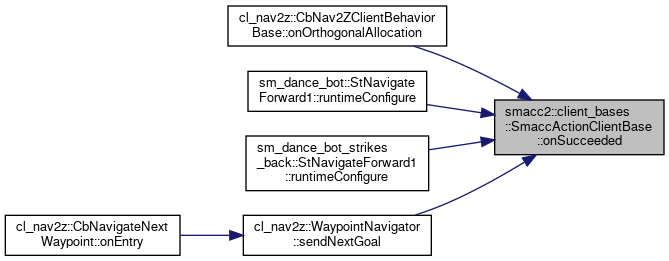 cl_nav2z::CbNav2ZClientBehavior
Base::onOrthogonalAllocation
sm_dance_bot::StNavigate
Forward1::runtimeConfigure
smacc2::client_bases
::SmaccActionClientBase
::onSucceeded
sm_dance_bot_strikes
_back::StNavigateForward1
::runtimeConfigure
cl_nav2z::CbNavigateNext
Waypoint::onEntry
cl_nav2z::WaypointNavigator
::sendNextGoal